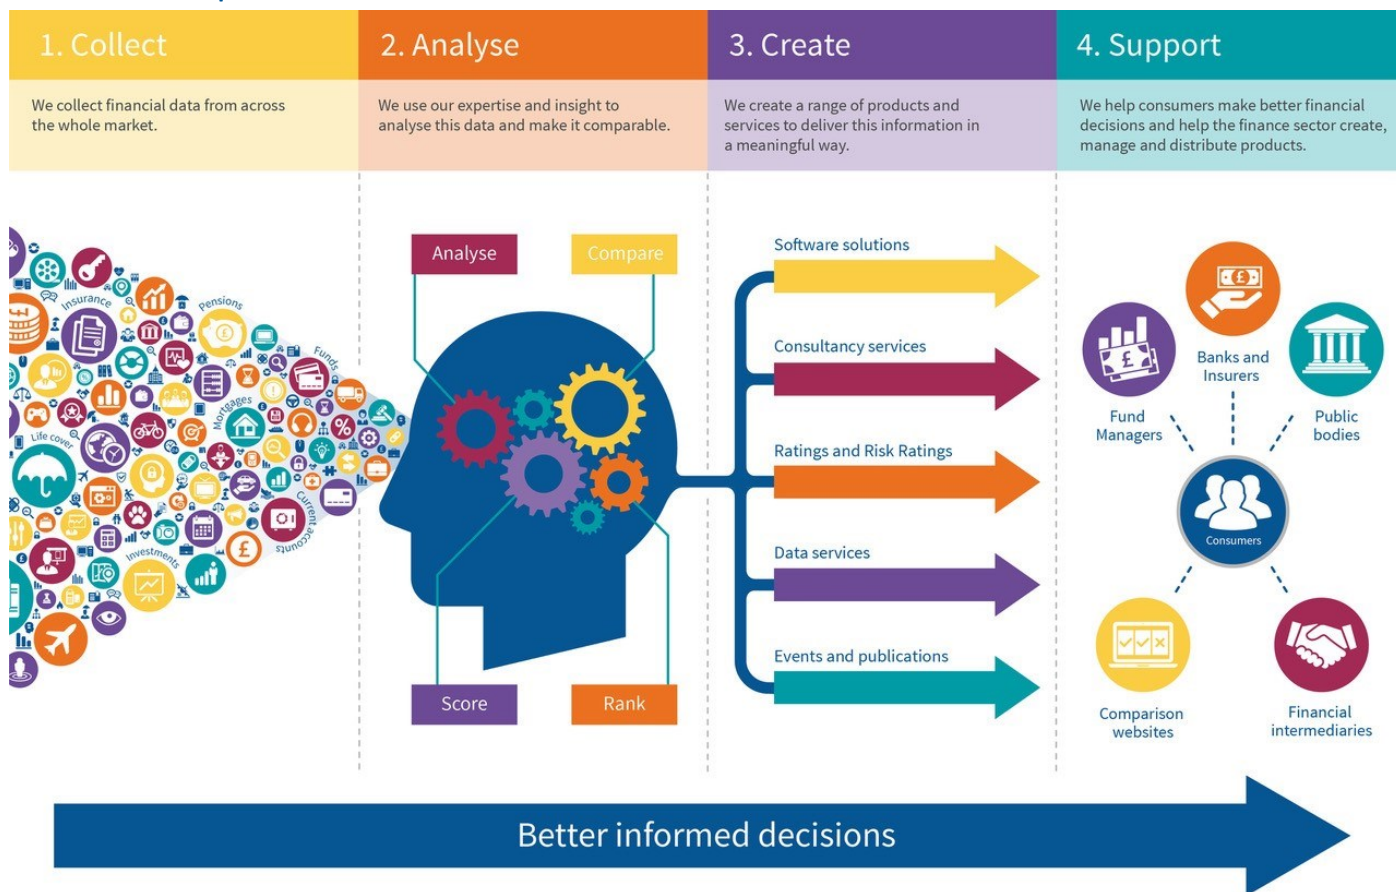 1. Collect
2. Analyse
3. Create
4. Support
We collect financial data from across
the whole market.
We use our expertise and insight to
analyse this data and make it comparable.
We create a range of products and
services to deliver this information in
a meaningful way.
We help consumers make better financial
decisions and help the finance sector create,
manage and distribute products.
Insurance
Pensions
Funds
Mortgages
Life cover
Current accounts
Investments
Analyse
Compare
Score
Rank
Software solutions
Consultancy services
Ratings and Risk Ratings
Data services
Events and publications
Fund
Managers
Banks and
Insurers
Public
bodies
Consumers
Comparison
websites
Financial
intermediaries
Better informed decisions